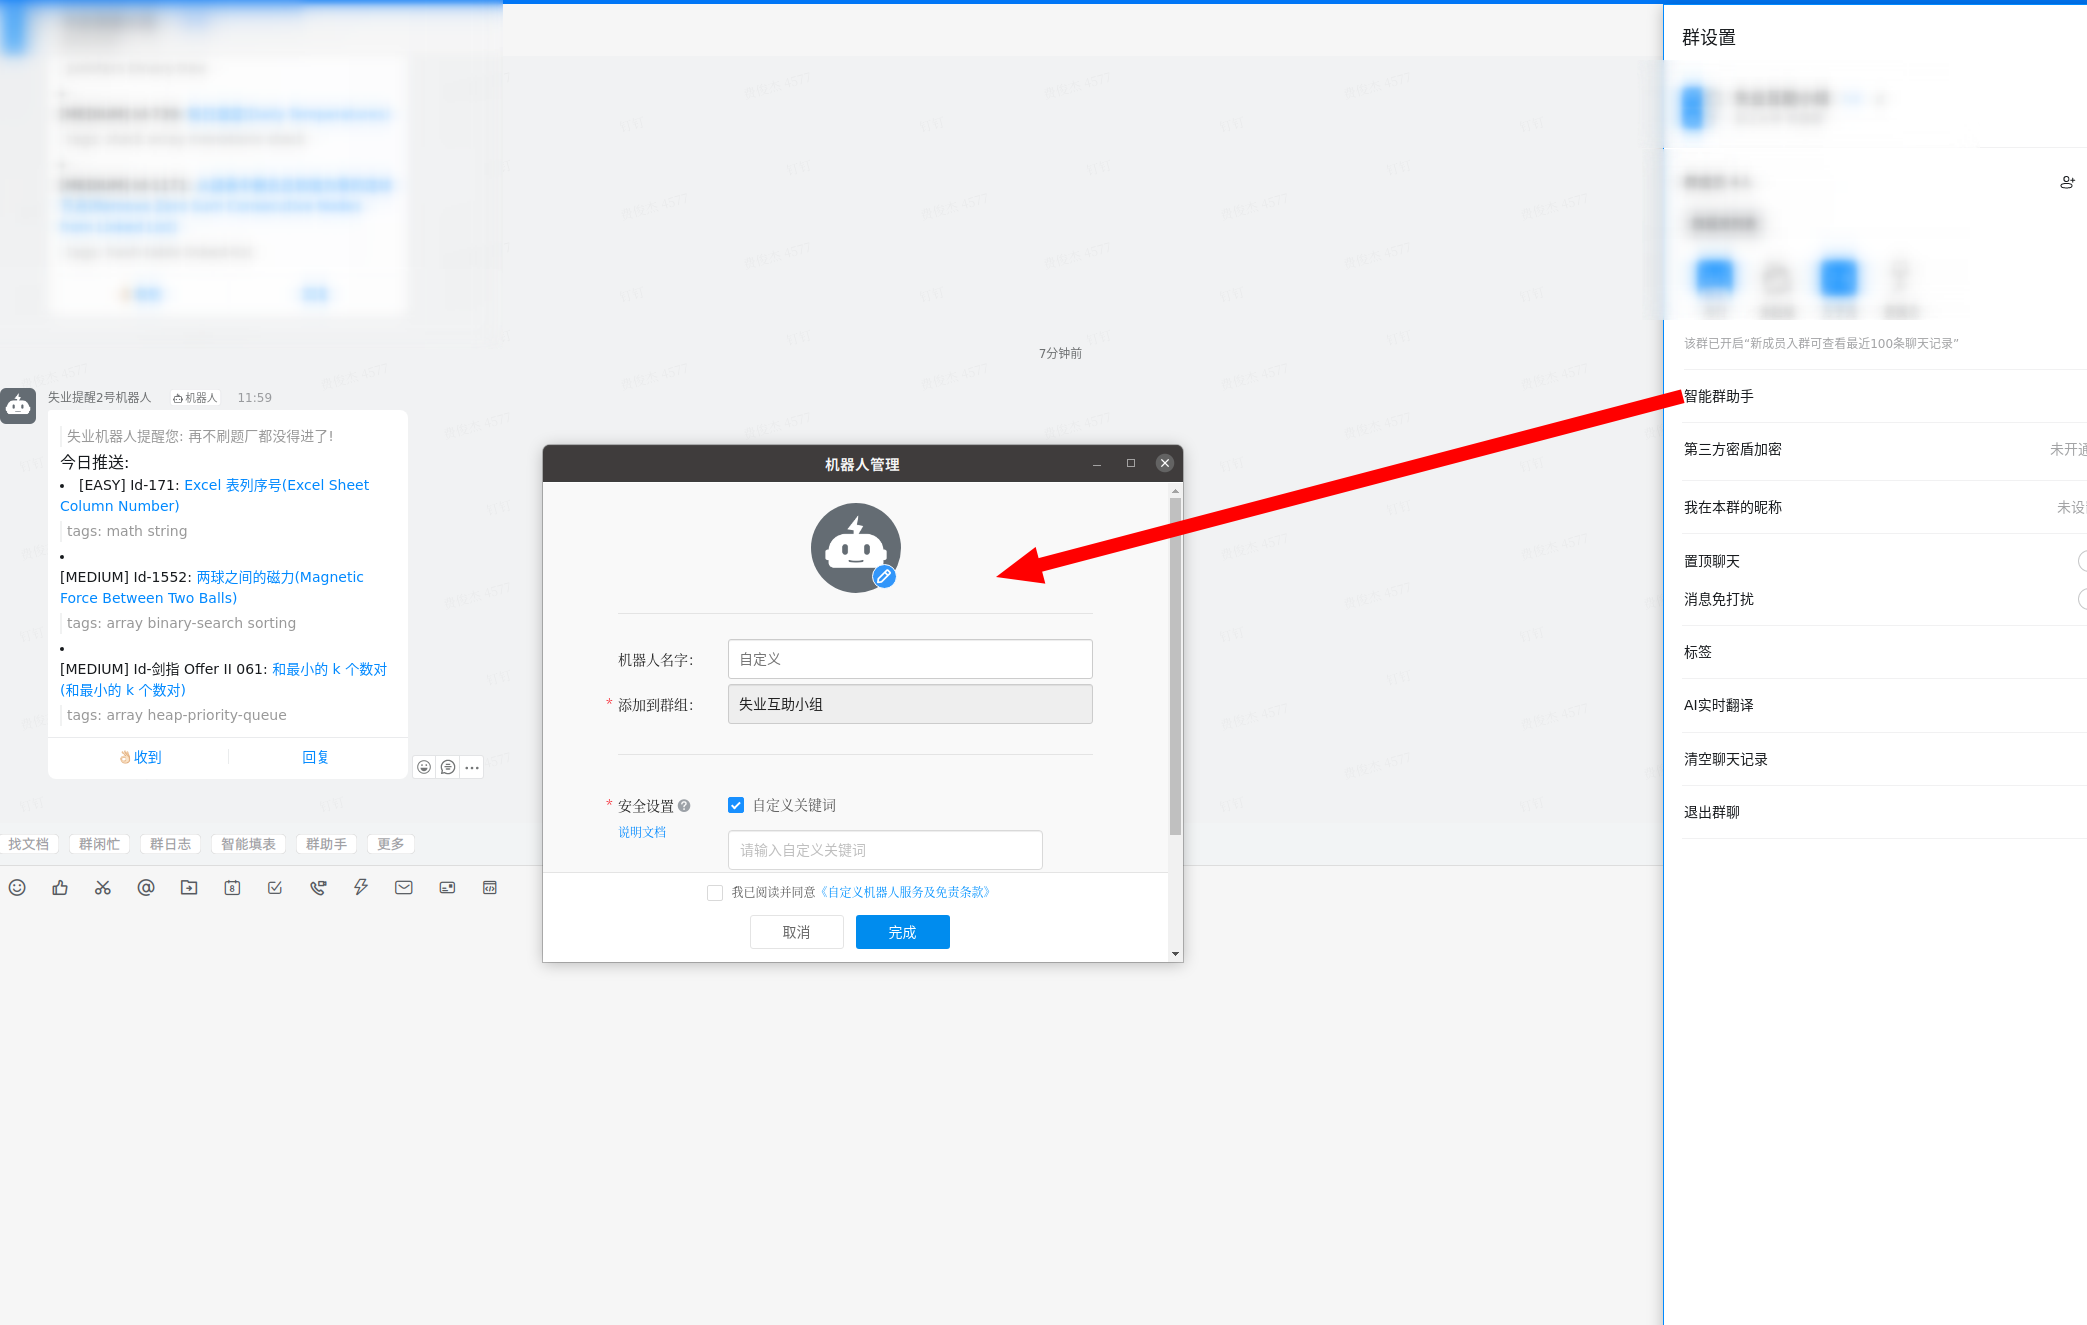 群设置
7分钟前
该群已开启“新成员入群可查看最近100条聊天记录”
失业提醒2号机器人 机器人 11:59
失业机器人提醒您: 再不刷题厂都没得进了!
今日推送:
• [EASY] Id-171: Excel 表列序号(Excel Sheet
Column Number)
tags: math string
•
[MEDIUM] Id-1552: 两球之间的磁力(Magnetic
Force Between Two Balls)
tags: array binary-search sorting
•
[MEDIUM] Id-剑指 Offer II 061: 和最小的 k 个数对
(和最小的 k 个数对)
tags: array heap-priority-queue
👌收到 回复
找文档 群闲忙 群日志 智能填表 群助手 更多
机器人管理
机器人名字: 自定义
* 添加到群组: 失业互助小组
* 安全设置 ? 自定义关键词
说明文档
请输入自定义关键词
我已阅读并同意《自定义机器人服务及免责条款》
取消 完成
智能群助手
第三方密盾加密 未开通
我在本群的昵称 未设
置顶聊天
消息免打扰
标签
AI实时翻译
清空聊天记录
退出群聊